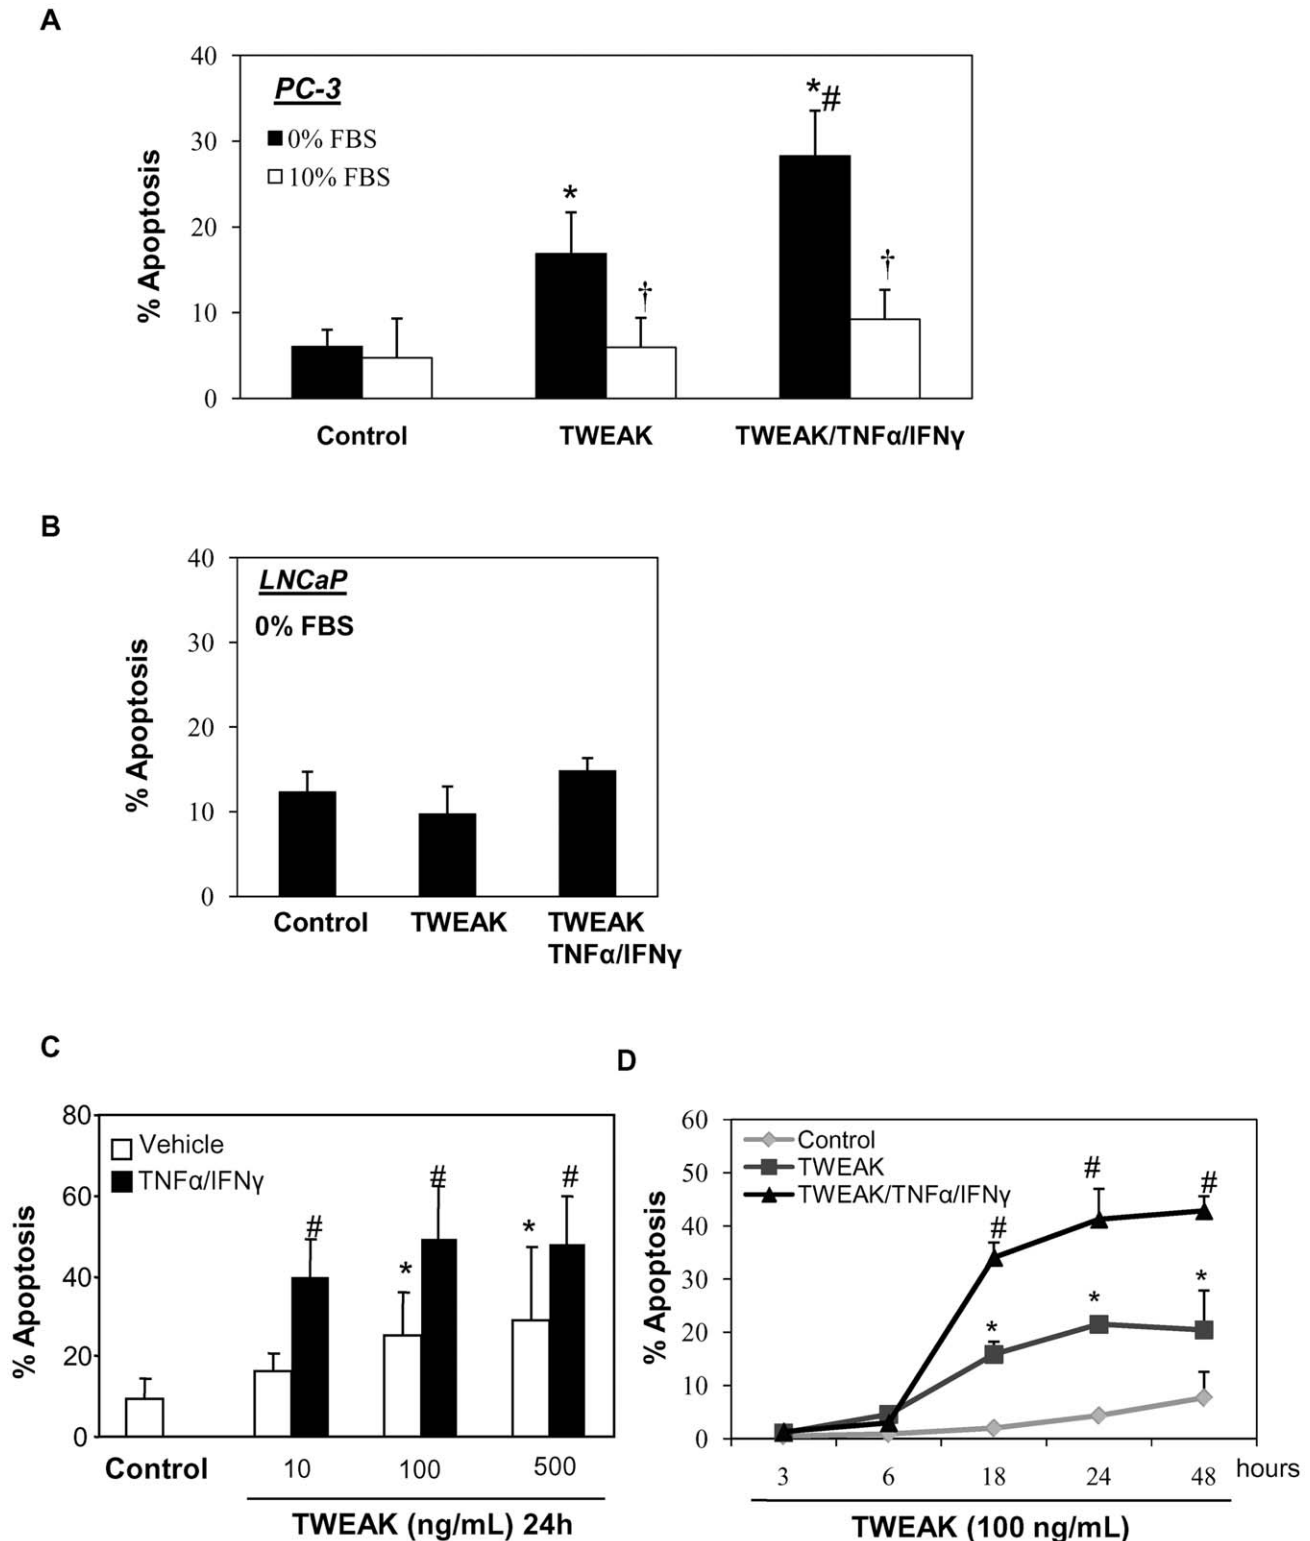 A
40
PC-3
*#
0% FBS
30
10% FBS
*
20
†
†
10
0
% Apoptosis
Control TWEAK TWEAK/TNFα/IFNγ
B
40
LNCaP
0% FBS
30
20
10
0
% Apoptosis
Control TWEAK TWEAK
TNFα/IFNγ
C
80
Vehicle
TNFα/IFNγ
# # #
60
* *
40
20
0
% Apoptosis
Control 10 100 500
TWEAK (ng/mL) 24h
D
60
Control
50
TWEAK
TWEAK/TNFα/IFNγ
# # #
40
30
* * *
20
10
0
% Apoptosis
3 6 18 24 48 hours
TWEAK (100 ng/mL)